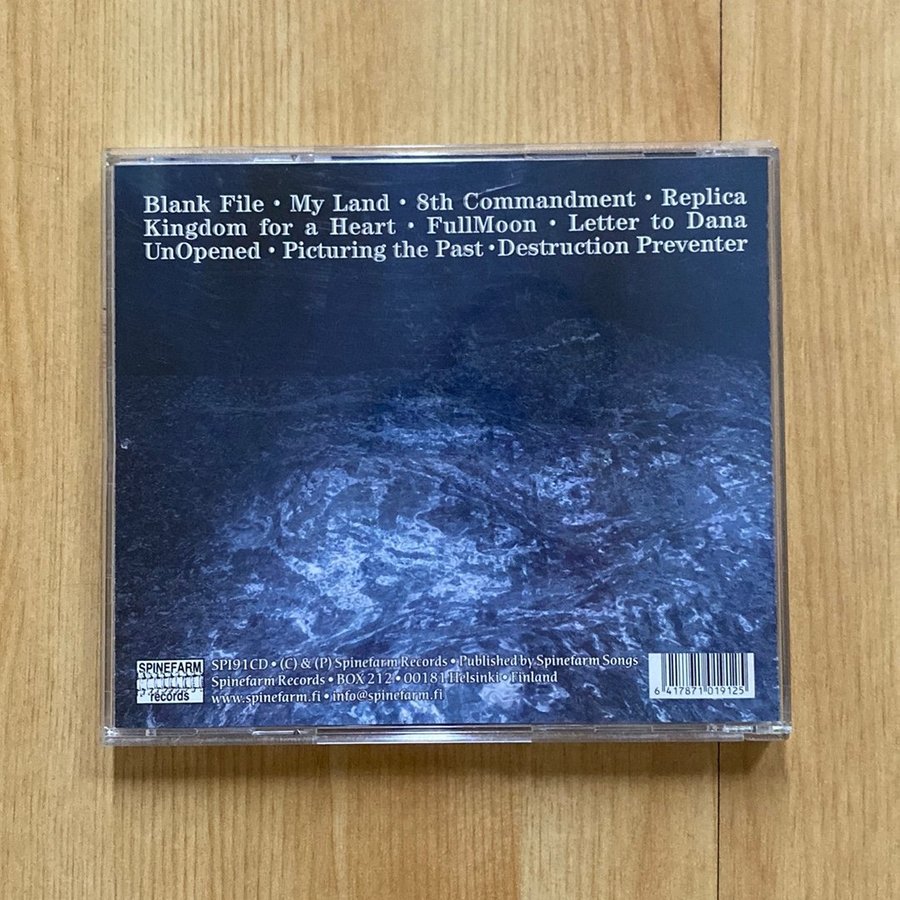 Blank File • My Land • 8th Commandment • Replica
Kingdom for a Heart • FullMoon • Letter to Dana
UnOpened • Picturing the Past • Destruction Preventer
SPINEFARM
records
SPI91CD • (C) & (P) Spinefarm Records • Published by Spinefarm Songs
Spinefarm Records • BOX 212 • 00181 Helsinki • Finland
www.spinefarm.fi • info@spinefarm.fi
6 417871 019125